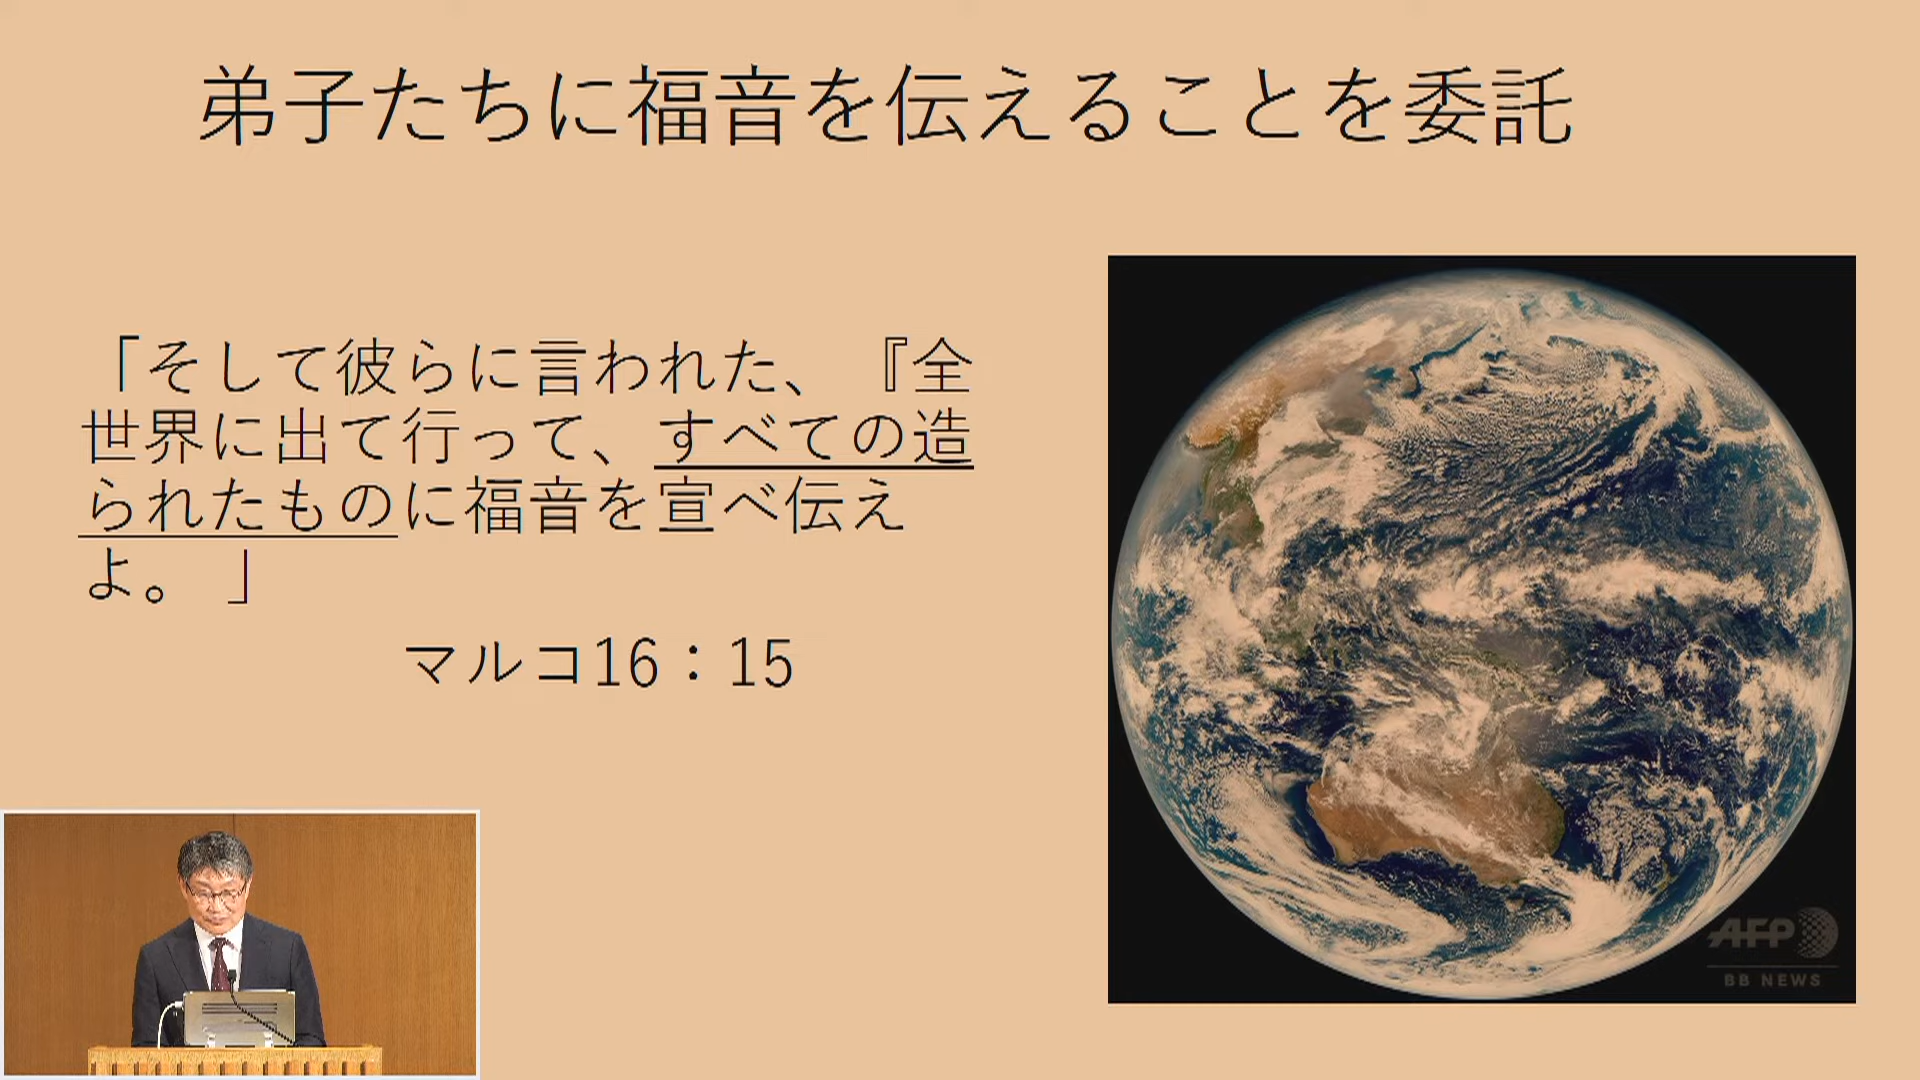 弟子たちに福音を伝えることを委託
「そして彼らに言われた、『全
世界に出て行って、すべての造
られたものに福音を宣べ伝え
よ。 」
マルコ16：15
AFP
BB NEWS